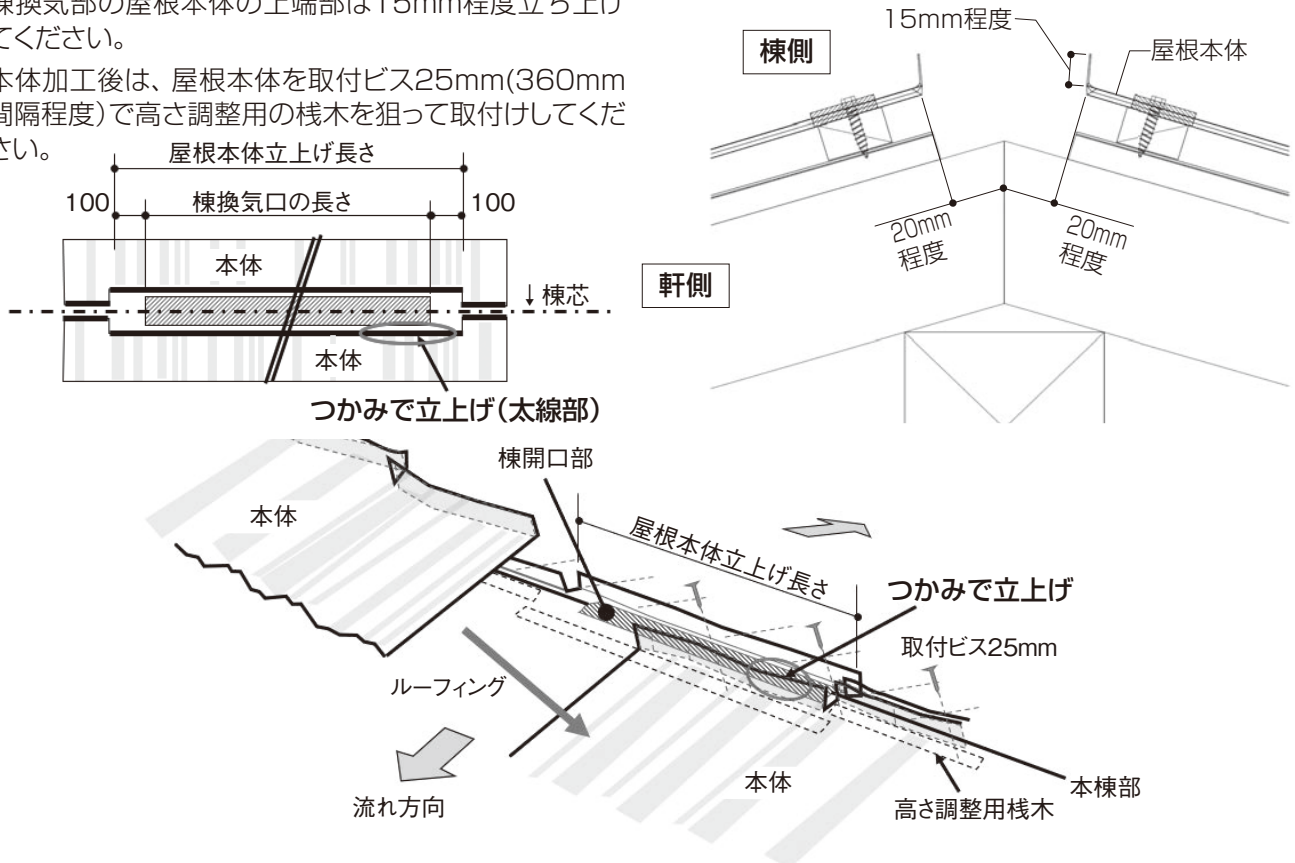 棟換気部の屋根本体の上端部は15mm程度立ち上げ
てください。
本体加工後は、屋根本体を取付ビス25mm(360mm
間隔程度)で高さ調整用の桟木を狙って取付けしてくだ
さい。
屋根本体立上げ長さ
100
棟換気口の長さ
100
本体
↓棟芯
本体
つかみで立上げ(太線部)
15mm程度
棟側
屋根本体
20mm
程度
20mm
程度
軒側
棟開口部
本体
屋根本体立上げ長さ
つかみで立上げ
取付ビス25mm
ルーフィング
本体
本棟部
流れ方向
高さ調整用桟木